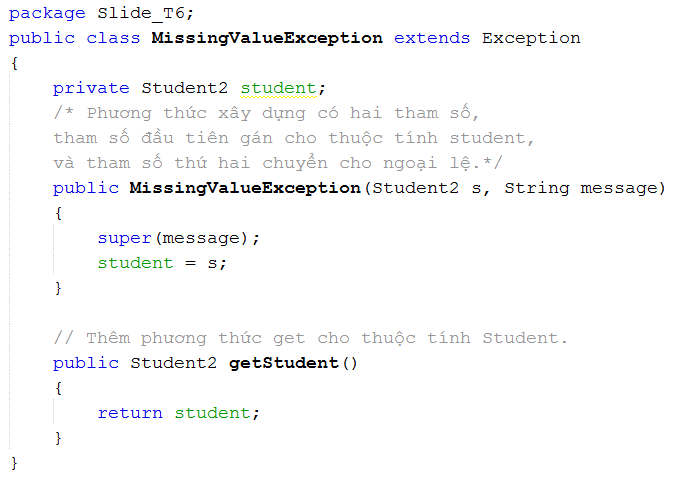 package Slide_T6;
public class MissingValueException extends Exception
{
    private Student2 student;
    /* Phương thức xây dựng có hai tham số,
    tham số đầu tiên gán cho thuộc tính student,
    và tham số thứ hai chuyển cho ngoại lệ.*/
    public MissingValueException(Student2 s, String message)
    {
        super(message);
        student = s;
    }

    // Thêm phương thức get cho thuộc tính Student.
    public Student2 getStudent()
    {
        return student;
    }
}